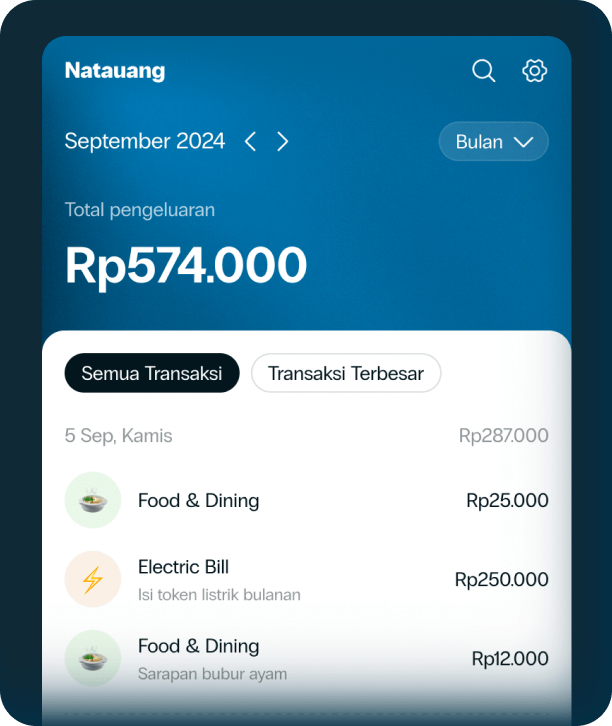 Natauang
September 2024
Bulan
Total pengeluaran
Rp574.000
Semua Transaksi
Transaksi Terbesar
5 Sep, Kamis
Rp287.000
Food & Dining
Rp25.000
Electric Bill
Isi token listrik bulanan
Rp250.000
Food & Dining
Sarapan bubur ayam
Rp12.000